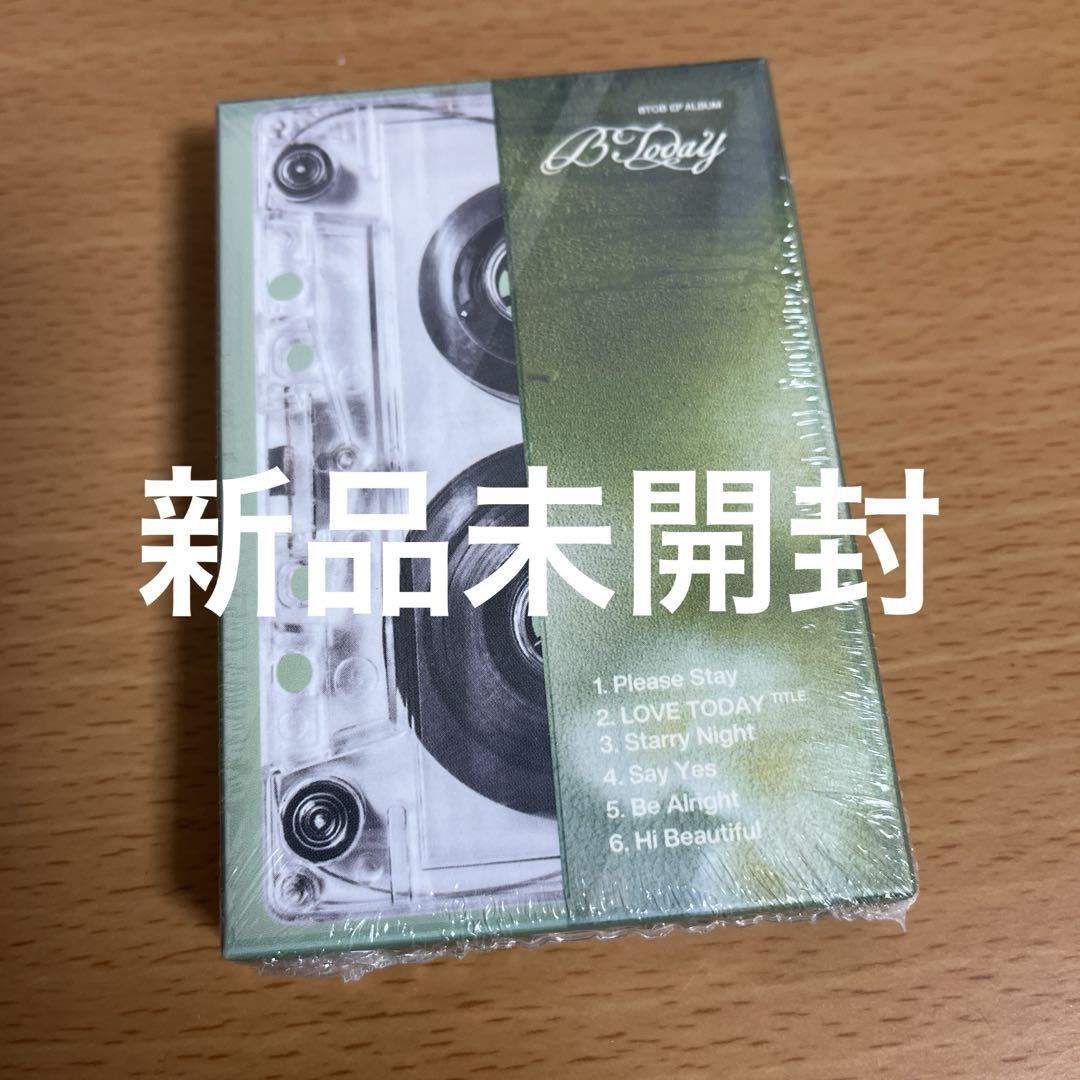 BTOB EP ALBUM
B Today
新品未開封
1. Please Stay
2. LOVE TODAY TITLE
3. Starry Night
4. Say Yes
5. Be Alright
6. Hi Beautiful